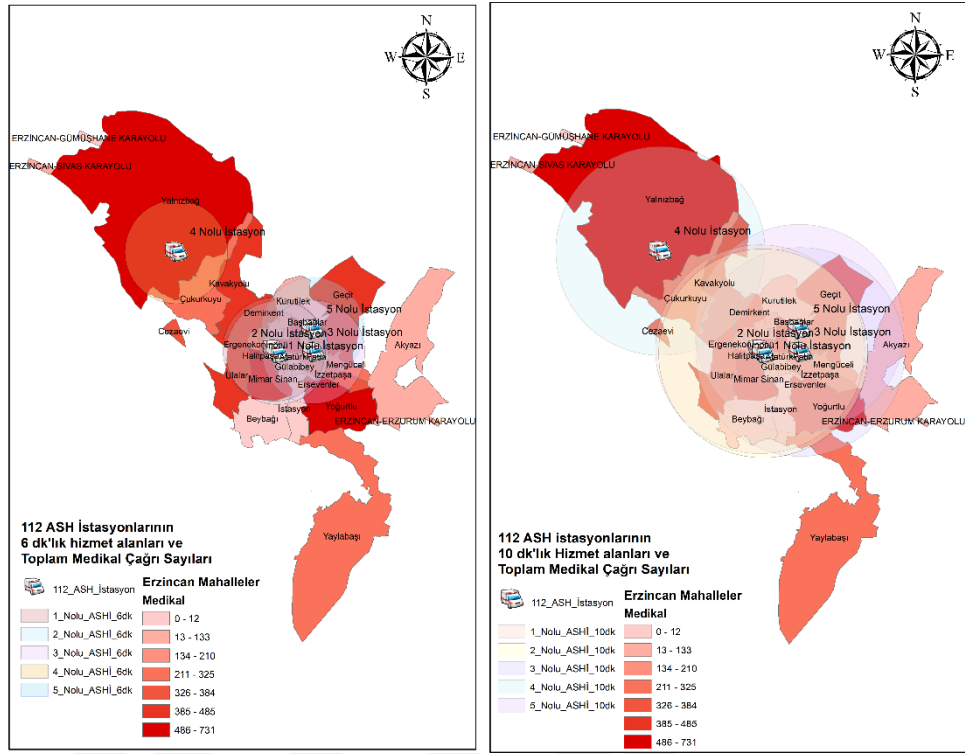 N
W
E
S
ERZİNCAN-GÜMÜŞHANE KARAYOLU
ERZİNCAN-SİVAS KARAYOLU
Yalnızbağ
4 Nolu İstasyon
Kavakyolu
Çukurkuyu
Kurutilek
Geçit
Demirkent
5 Nolu İstasyon
Başbağlar
Cezaevi
2 Nolu İstasyon
3 Nolu İstasyon
1 Nolu İstasyon
Akyazı
Halitpaşa
Gülabibey
Mengüceli
Ulalar
Mimar Sinan
İzzetpaşa
Ersevenler
İstasyon
Yoğurtlu
Beybağı
ERZİNCAN-ERZURUM KARAYOLU
Yaylabaşı
112 ASH İstasyonlarının
6 dk'lık hizmet alanları ve
Toplam Medikal Çağrı Sayıları
112_ASH_İstasyon
1_Nolu_ASHİ_6dk
2_Nolu_ASHİ_6dk
3_Nolu_ASHİ_6dk
4_Nolu_ASHİ_6dk
5_Nolu_ASHİ_6dk
Erzincan Mahalleler
Medikal
0 - 12
13 - 133
134 - 210
211 - 325
326 - 384
385 - 485
486 - 731
N
W
E
S
ERZİNCAN-GÜMÜŞHANE KARAYOLU
ERZİNCAN-SİVAS KARAYOLU
Yalnızbağ
4 Nolu İstasyon
Kavakyolu
Çukurkuyu
Kurutilek
Geçit
Demirkent
5 Nolu İstasyon
Başbağlar
Cezaevi
2 Nolu İstasyon
3 Nolu İstasyon
1 Nolu İstasyon
Akyazı
Halitpaşa
Gülabibey
Mengüceli
Ulalar
Mimar Sinan
İzzetpaşa
Ersevenler
İstasyon
Yoğurtlu
Beybağı
ERZİNCAN-ERZURUM KARAYOLU
Yaylabaşı
112 ASH istasyonlarının
10 dk'lık Hizmet alanları ve
Toplam Medikal Çağrı Sayıları
112_ASH_İstasyon
1_Nolu_ASHİ_10dk
2_Nolu_ASHİ_10dk
3_Nolu_ASHİ_10dk
4_Nolu_ASHİ_10dk
5_Nolu_ASHİ_10dk
Erzincan Mahalleler
Medikal
0 - 12
13 - 133
134 - 210
211 - 325
326 - 384
385 - 485
486 - 731